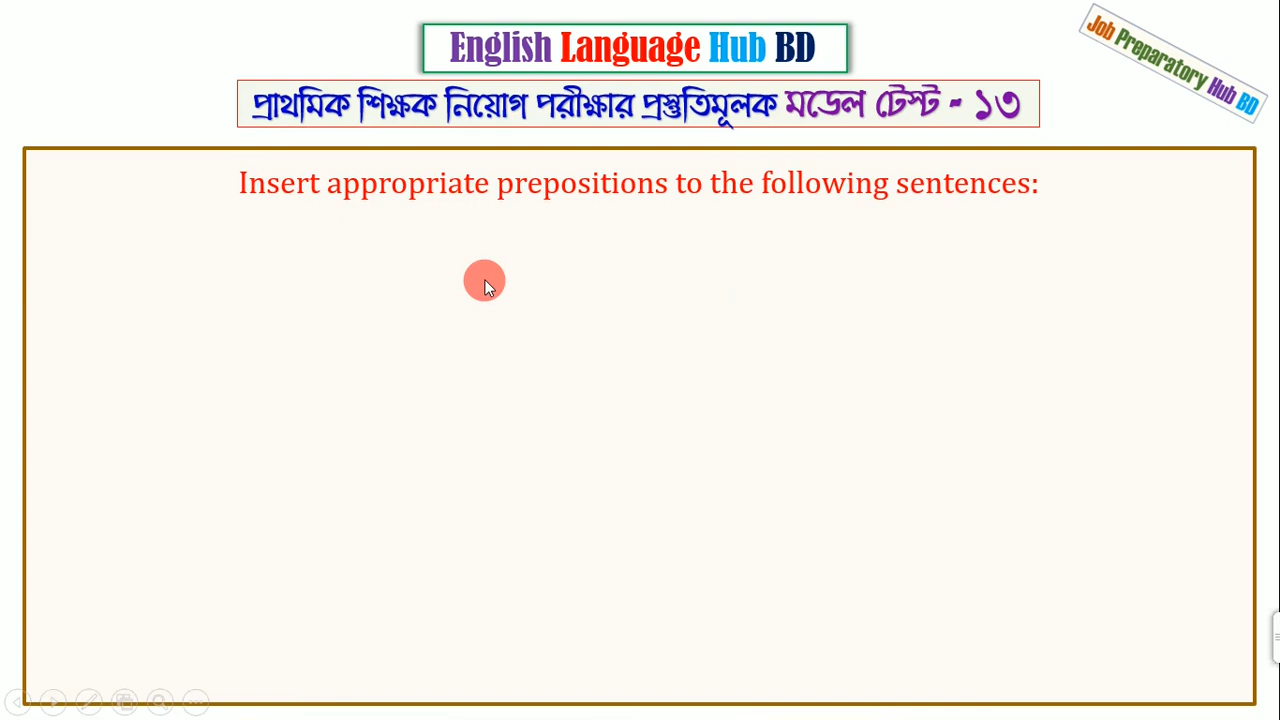 English Language Hub BD
Job Preparatory Hub BD
প্রাথমিক শিক্ষক নিয়োগ পরীক্ষার প্রস্তুতিমূলক মডেল টেস্ট - ১৩
Insert appropriate prepositions to the following sentences: